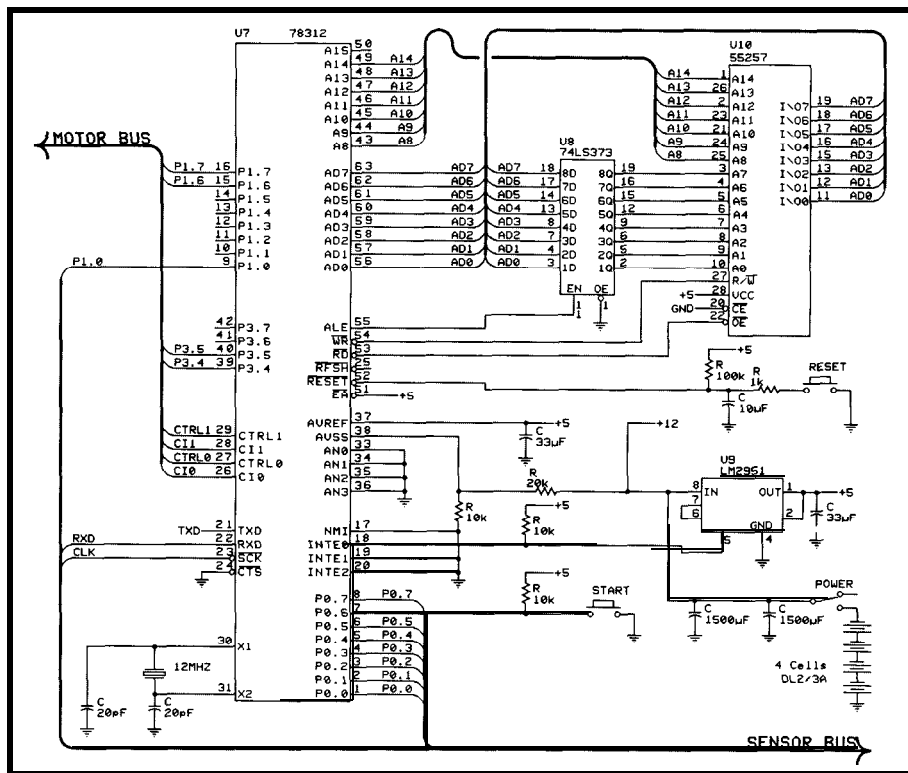 U7 78312
A15 50
A14 49 A14
A13 48 A13
A12 47 A12
A11 46 A11
A10 45 A10
A9 44 A9
A8 43 A8
U10
55257
A14 1 A14
A13 26 A13
A12 2 A12
A11 23 A11
A10 21 A10
A9 24 A9
A8 25 A8
3 A7
4 A6
5 A5
6 A4
7 A3
8 A2
9 A1
10 A0
27 R/W
+5 28 VCC
GND 20 CE
22 OE
I\O7 19 AD7
I\O6 18 AD6
I\O5 17 AD5
I\O4 16 AD4
I\O3 15 AD3
I\O2 13 AD2
I\O1 12 AD1
I\O0 11 AD0
MOTOR BUS
P1.7 16 P1.7
P1.6 15 P1.6
14 P1.5
13 P1.4
12 P1.3
11 P1.2
10 P1.1
P1.0 9 P1.0
AD7 63 AD7
AD6 62 AD6
AD5 61 AD5
AD4 60 AD4
AD3 59 AD3
AD2 58 AD2
AD1 57 AD1
AD0 56 AD0
U8
74LS373
AD7 18 8D 8Q 19
AD6 17 7D 7Q 16
AD5 14 6D 6Q 15
AD4 13 5D 5Q 12
AD3 8 4D 4Q 9
AD2 7 3D 3Q 6
AD1 4 2D 2Q 5
AD0 3 1D 1Q 2
EN OE
1 1
1
42 P3.7
41 P3.6
P3.5 40 P3.5
P3.4 39 P3.4
ALE 55
WR 54
RD 53
RFSH 25
RESET 52
EA 51 +5
+5
R
100k
R
1k
RESET
C
10µF
CTRL1 29 CTRL1
CI1 28 CI1
CTRL0 27 CTRL0
CI0 26 CI0
AVREF 37
AVSS 38
AN0 33
AN1 34
AN2 35
AN3 36
+5
C
33µF
+12
R
20k
R
10k
+5
R
10k
U9
LM2951
8 IN OUT 1 +5
7
6 2
GND
5 4
C
33µF
TXD 21 TXD
RXD 22 RXD
CLK 23 SCK
24 CTS
NMI 17
INTE0 18
INTE1 19
INTE2 20
P0.7 8 P0.7
P0.6 7
P0.5 6 P0.5
P0.4 5 P0.4
P0.3 4 P0.3
P0.2 3 P0.2
P0.1 2 P0.1
P0.0 1 P0.0
+5
R
10k
START
POWER
C
1500µF
C
1500µF
4 Cells
DL2/3A
30 X1
12MHZ
31 X2
C
20pF
C
20pF
SENSOR BUS